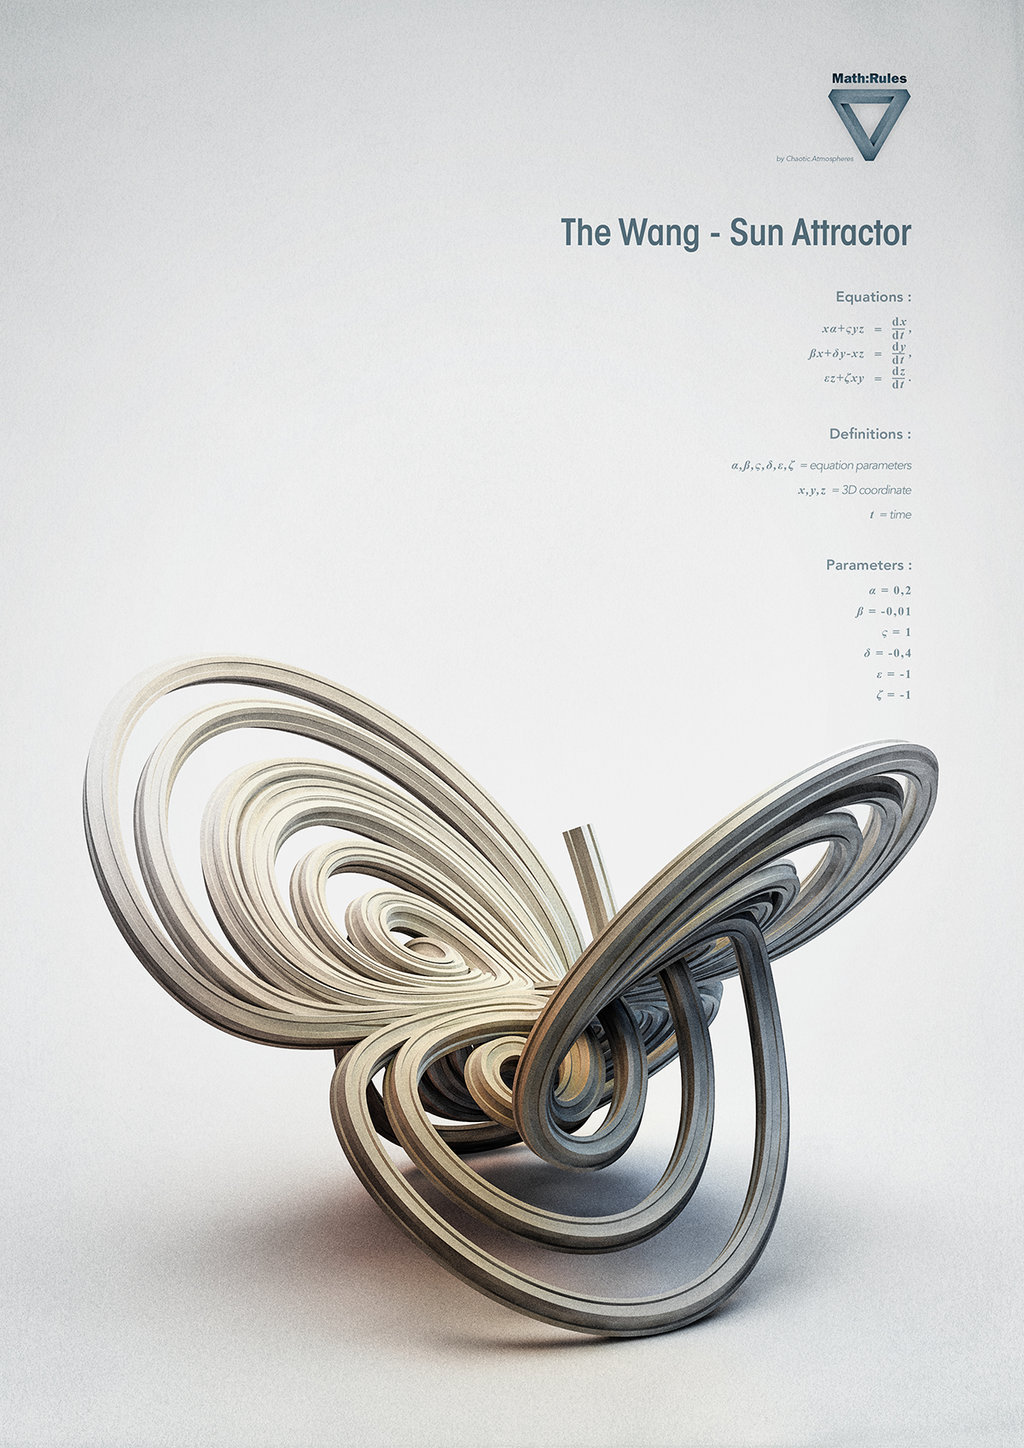 Math:Rules
by Chaotic Atmospheres
The Wang - Sun Attractor
Equations :
xα+ςyz = dx/dt,
βx+δy-xz = dy/dt,
εz+ζxy = dz/dt.
Definitions :
α,β,ς,δ,ε,ζ = equation parameters
x,y,z = 3D coordinate
t = time
Parameters :
α = 0,2
β = -0,01
ς = 1
δ = -0,4
ε = -1
ζ = -1